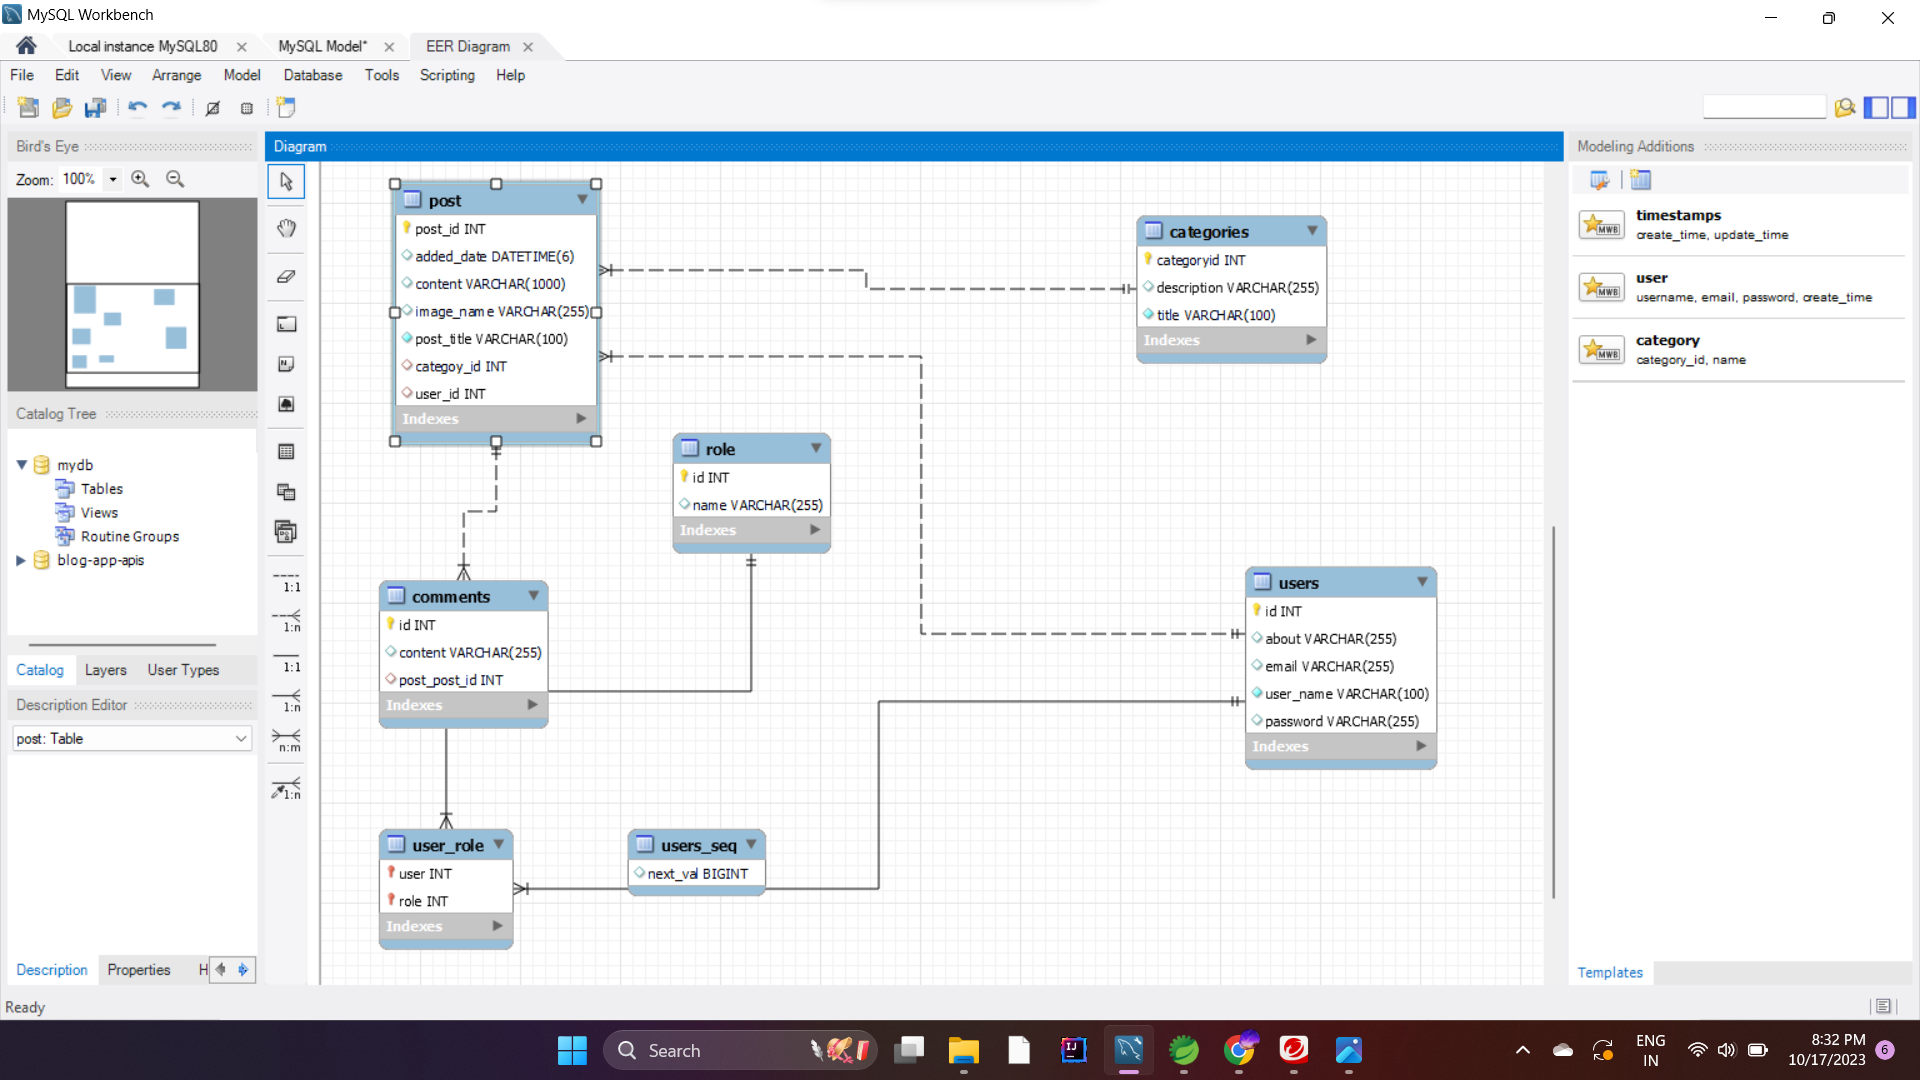 MySQL Workbench
Local instance MySQL80
MySQL Model*
EER Diagram
File Edit View Arrange Model Database Tools Scripting Help
Bird's Eye
Zoom: 100%
Catalog Tree
mydb
Tables
Views
Routine Groups
blog-app-apis
Catalog Layers User Types
Description Editor
post: Table
Description Properties H
Ready
Diagram
1:1
1:n
1:1
1:n
n:m
1:n
post
post_id INT
added_date DATETIME(6)
content VARCHAR(1000)
image_name VARCHAR(255)
post_title VARCHAR(100)
categoy_id INT
user_id INT
Indexes
categories
categoryid INT
description VARCHAR(255)
title VARCHAR(100)
Indexes
role
id INT
name VARCHAR(255)
Indexes
comments
id INT
content VARCHAR(255)
post_post_id INT
Indexes
users
id INT
about VARCHAR(255)
email VARCHAR(255)
user_name VARCHAR(100)
password VARCHAR(255)
Indexes
user_role
user INT
role INT
Indexes
users_seq
next_val BIGINT
Modeling Additions
MWB
timestamps
create_time, update_time
MWB
user
username, email, password, create_time
MWB
category
category_id, name
Templates
Search
IJ
ENG
IN
8:32 PM
10/17/2023
6